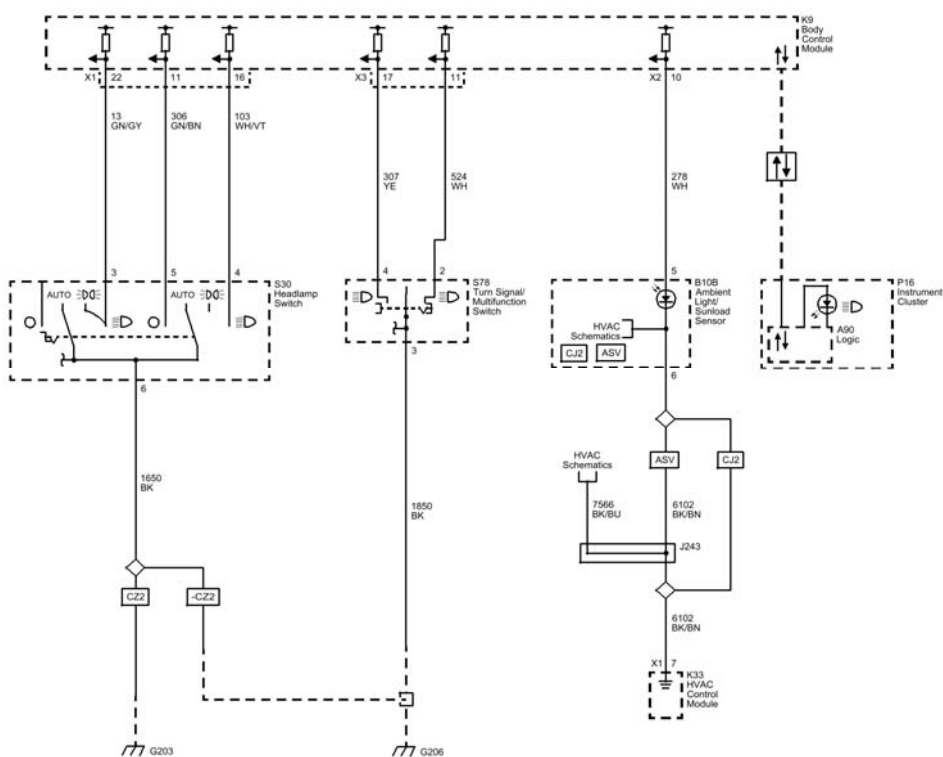 K9
Body
Control
Module
X1 22 11 16 X3 17 11 X2 10
13
GN/GY
306
GN/BN
103
WH/VT
307
YE
524
WH
278
WH
3 5 4
S30
Headlamp
Switch
AUTO AUTO
6
4 2
S78
Turn Signal/
Multifunction
Switch
3
5
B10B
Ambient
Light/
Sunload
Sensor
HVAC
Schematics
CJ2 ASV
6
P16
Instrument
Cluster
A90
Logic
1650
BK
1850
BK
HVAC
Schematics
ASV CJ2
7566
BK/BU
6102
BK/BN
J243
CZ2 -CZ2
6102
BK/BN
X1 7
K33
HVAC
Control
Module
G203 G206